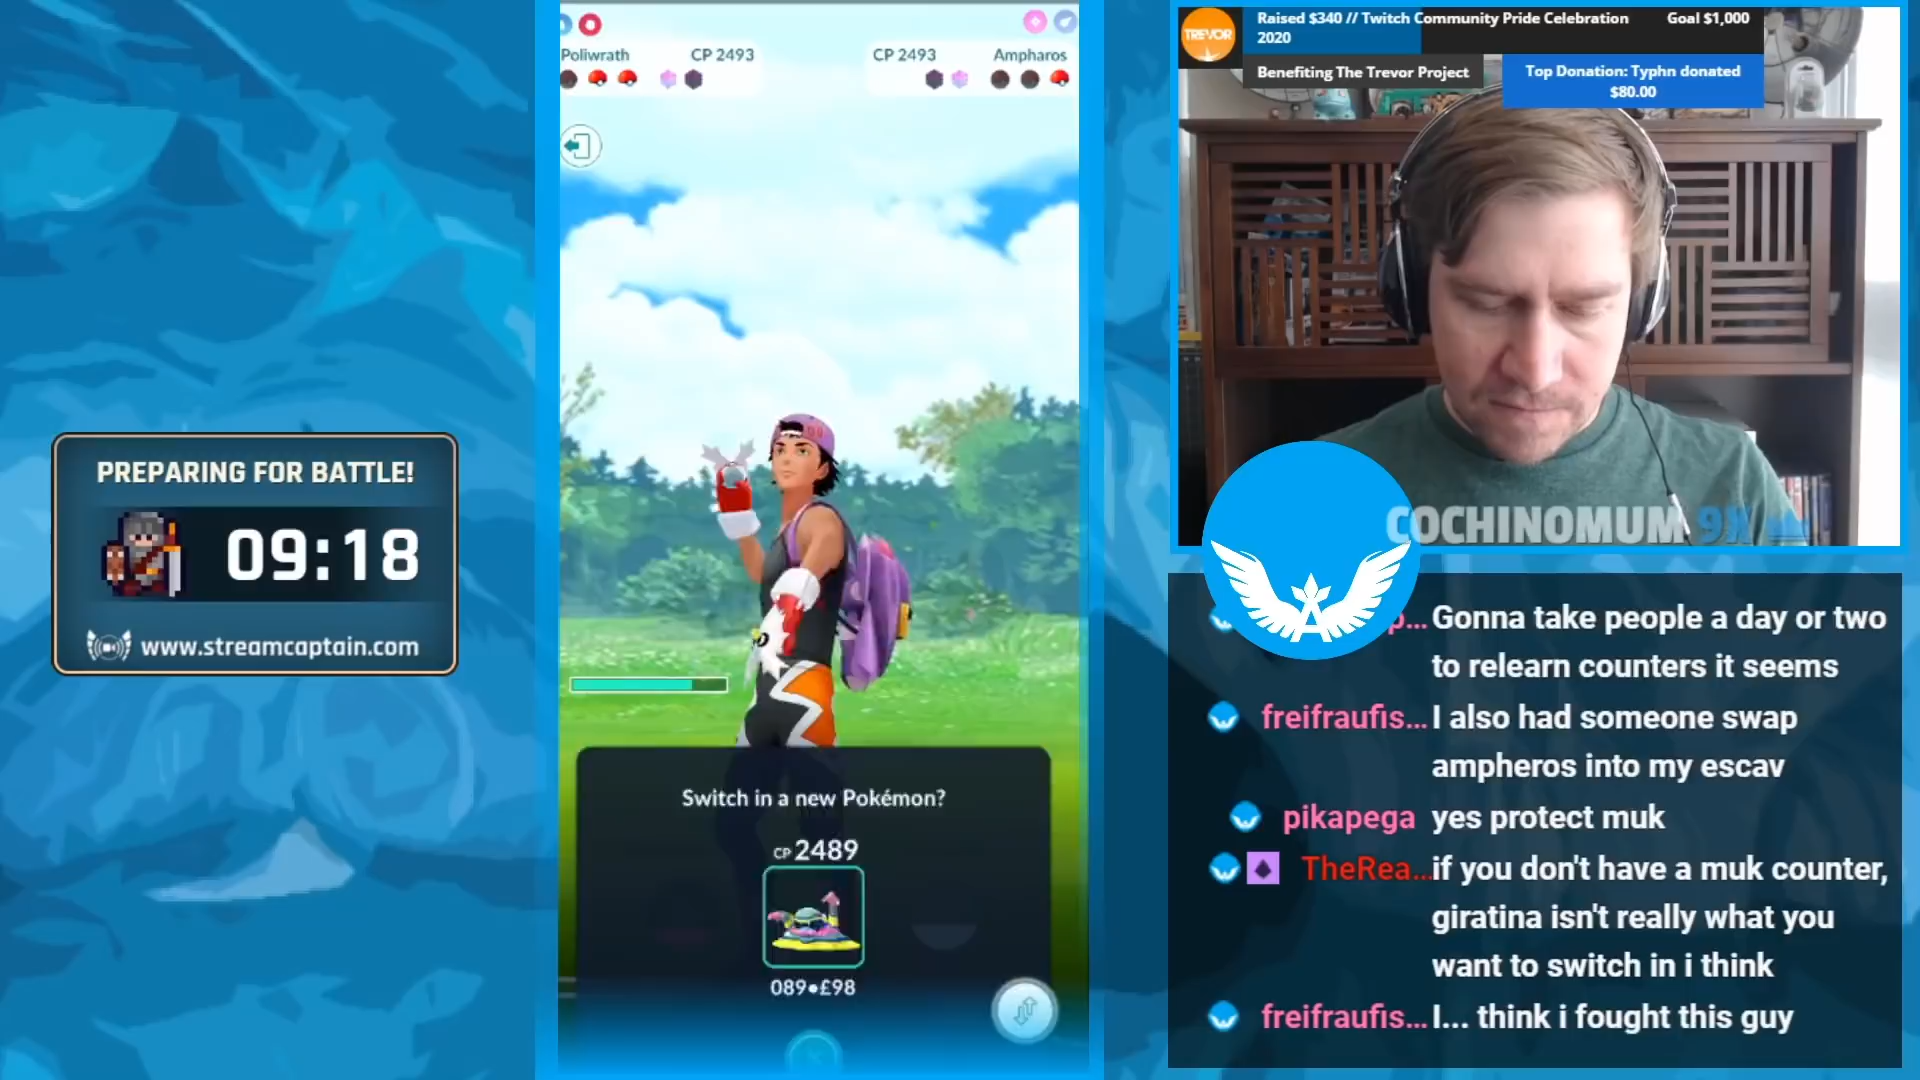 PREPARING FOR BATTLE!
09:18
www.streamcaptain.com
Poliwrath CP 2493
CP 2493 Ampharos
Switch in a new Pokémon?
CP 2489
089●£98
TREVOR
Raised $340 // Twitch Community Pride Celebration
2020
Goal $1,000
Benefiting The Trevor Project
Top Donation: Typhn donated
$80.00
COCHINOMUM
A
p... Gonna take people a day or two
to relearn counters it seems
freifraufis... I also had someone swap
ampheros into my escav
pikapega yes protect muk
TheRea... if you don't have a muk counter,
giratina isn't really what you
want to switch in i think
freifraufis... I... think i fought this guy